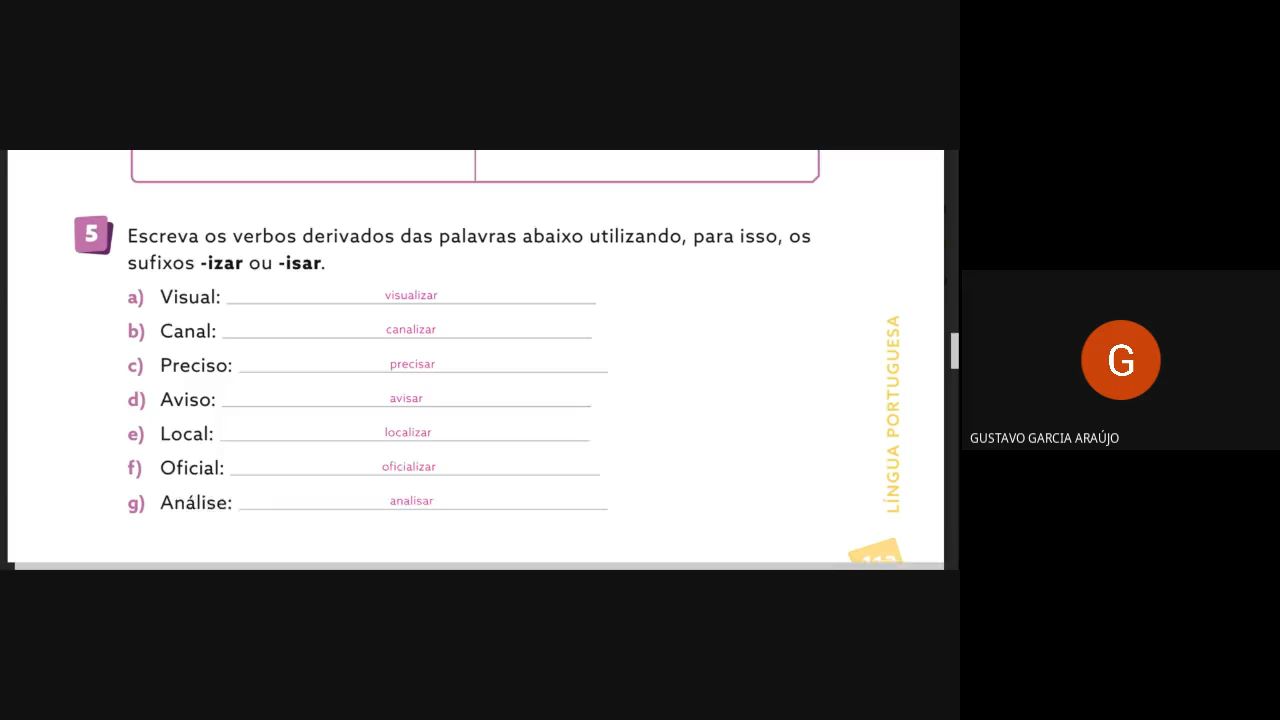 5
Escreva os verbos derivados das palavras abaixo utilizando, para isso, os
sufixos -izar ou -isar.
a) Visual: visualizar
b) Canal: canalizar
c) Preciso: precisar
d) Aviso: avisar
e) Local: localizar
f) Oficial: oficializar
g) Análise: analisar
LÍNGUA PORTUGUESA
G
GUSTAVO GARCIA ARAÚJO